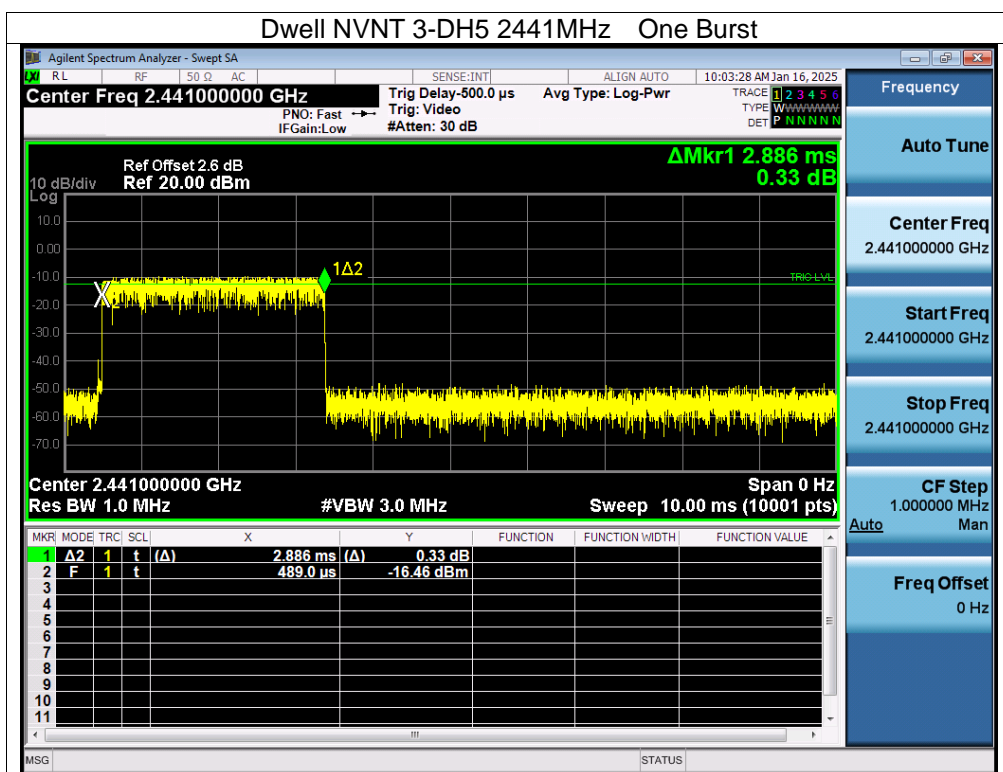 Dwell NVNT 3-DH5 2441MHz One Burst
Agilent Spectrum Analyzer - Swept SA
LXI RL RF 50 Ω AC SENSE:INT ALIGN AUTO 10:03:28 AM Jan 16, 2025
Center Freq 2.441000000 GHz Trig Delay-500.0 µs Avg Type: Log-Pwr TRACE 1 2 3 4 5 6
PNO: Fast Trig: Video TYPE WWWWWWW
IFGain:Low #Atten: 30 dB DET P N N N N N
Frequency
ΔMkr1 2.886 ms
0.33 dB
Ref Offset 2.6 dB
10 dB/div Ref 20.00 dBm
Log
10.0
0.00
-10.0
-20.0
-30.0
-40.0
-50.0
-60.0
-70.0
1Δ2
TRIG LVL
2
Center 2.441000000 GHz Span 0 Hz
Res BW 1.0 MHz #VBW 3.0 MHz Sweep 10.00 ms (10001 pts)
MKR MODE TRC SCL X Y FUNCTION FUNCTION WIDTH FUNCTION VALUE
1 Δ2 1 t (Δ) 2.886 ms (Δ) 0.33 dB
2 F 1 t 489.0 µs -16.46 dBm
3
4
5
6
7
8
9
10
11
MSG STATUS
Auto Tune
Center Freq
2.441000000 GHz
Start Freq
2.441000000 GHz
Stop Freq
2.441000000 GHz
CF Step
1.000000 MHz
Auto Man
Freq Offset
0 Hz